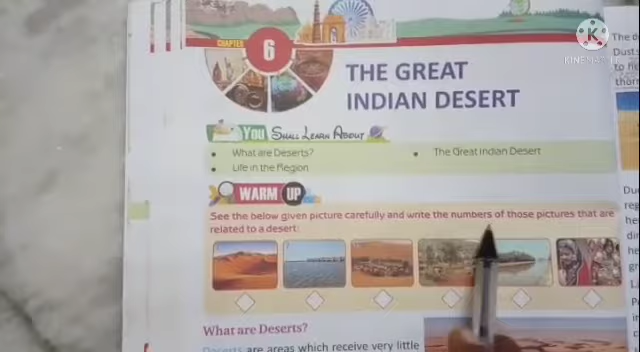 CHAPTER
6
THE GREAT
INDIAN DESERT
You SHALL LEARN ABOUT
• What are Deserts?
• The Great Indian Desert
• Life in the Region
WARM UP
See the below given picture carefully and write the numbers of those pictures that are
related to a desert:
What are Deserts?
Deserts are areas which receive very little
K